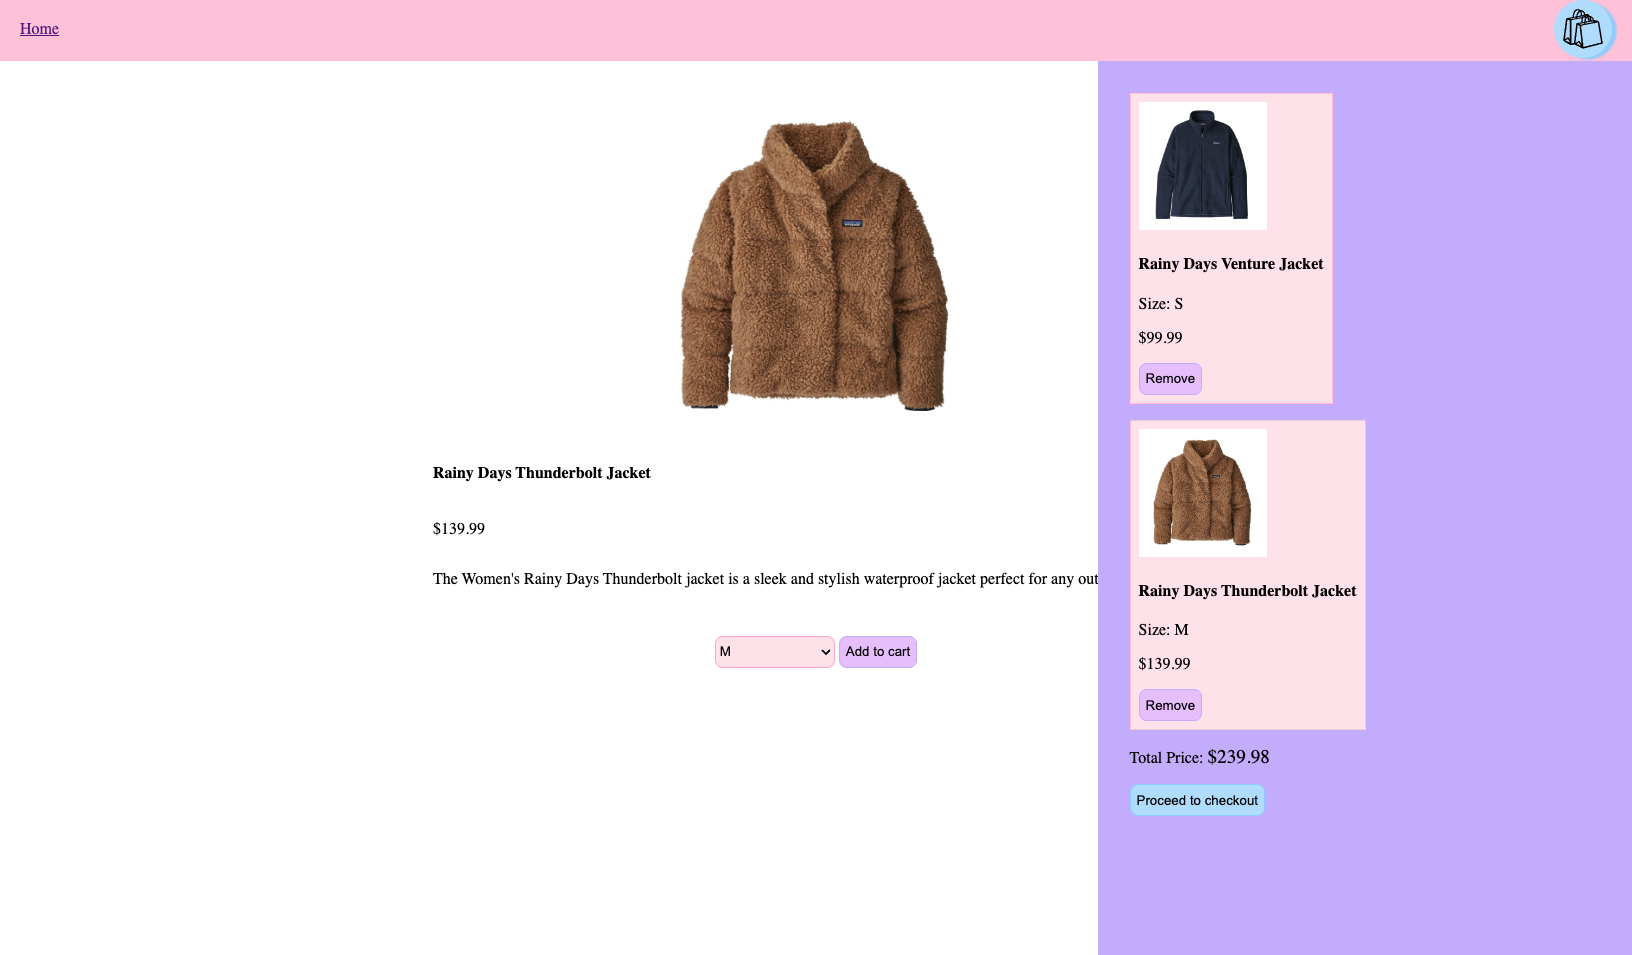 Home
Rainy Days Thunderbolt Jacket
$139.99
The Women's Rainy Days Thunderbolt jacket is a sleek and stylish waterproof jacket perfect for any out
M
Add to cart
Rainy Days Venture Jacket
Size: S
$99.99
Remove
Rainy Days Thunderbolt Jacket
Size: M
$139.99
Remove
Total Price: $239.98
Proceed to checkout